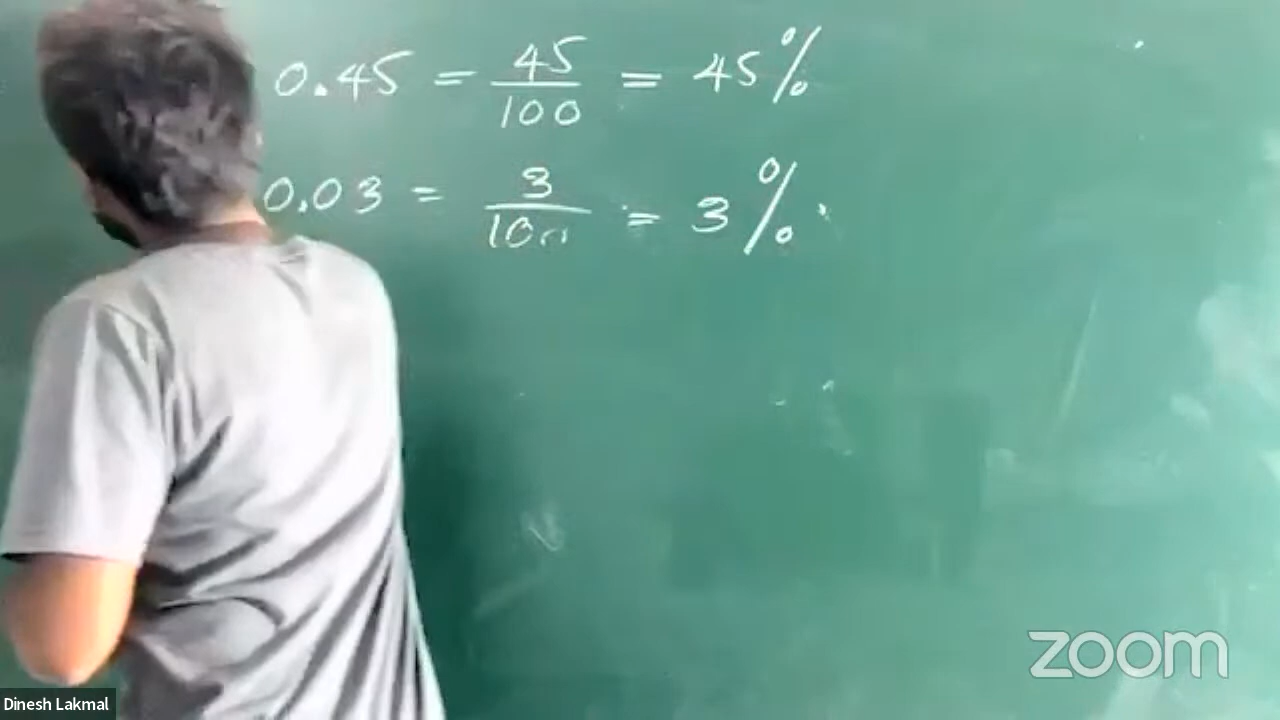 0.45 = 45/100 = 45%
0.03 = 3/100 = 3%
zoom
Dinesh Lakmal